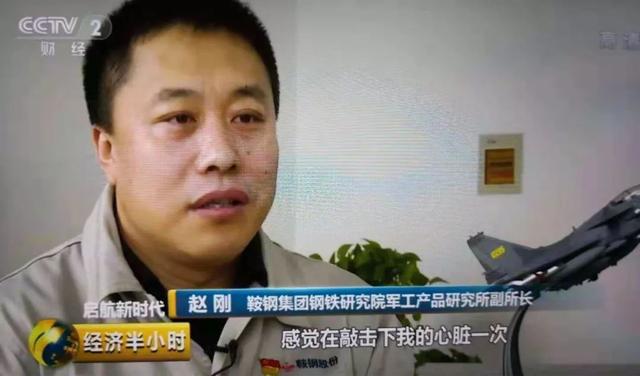 CCTV 2
财 经
高清
启航新时代
赵 刚 鞍钢集团钢铁研究院军工产品研究所副所长
经济半小时
感觉在敲击下我的心脏一次
鞍钢股份